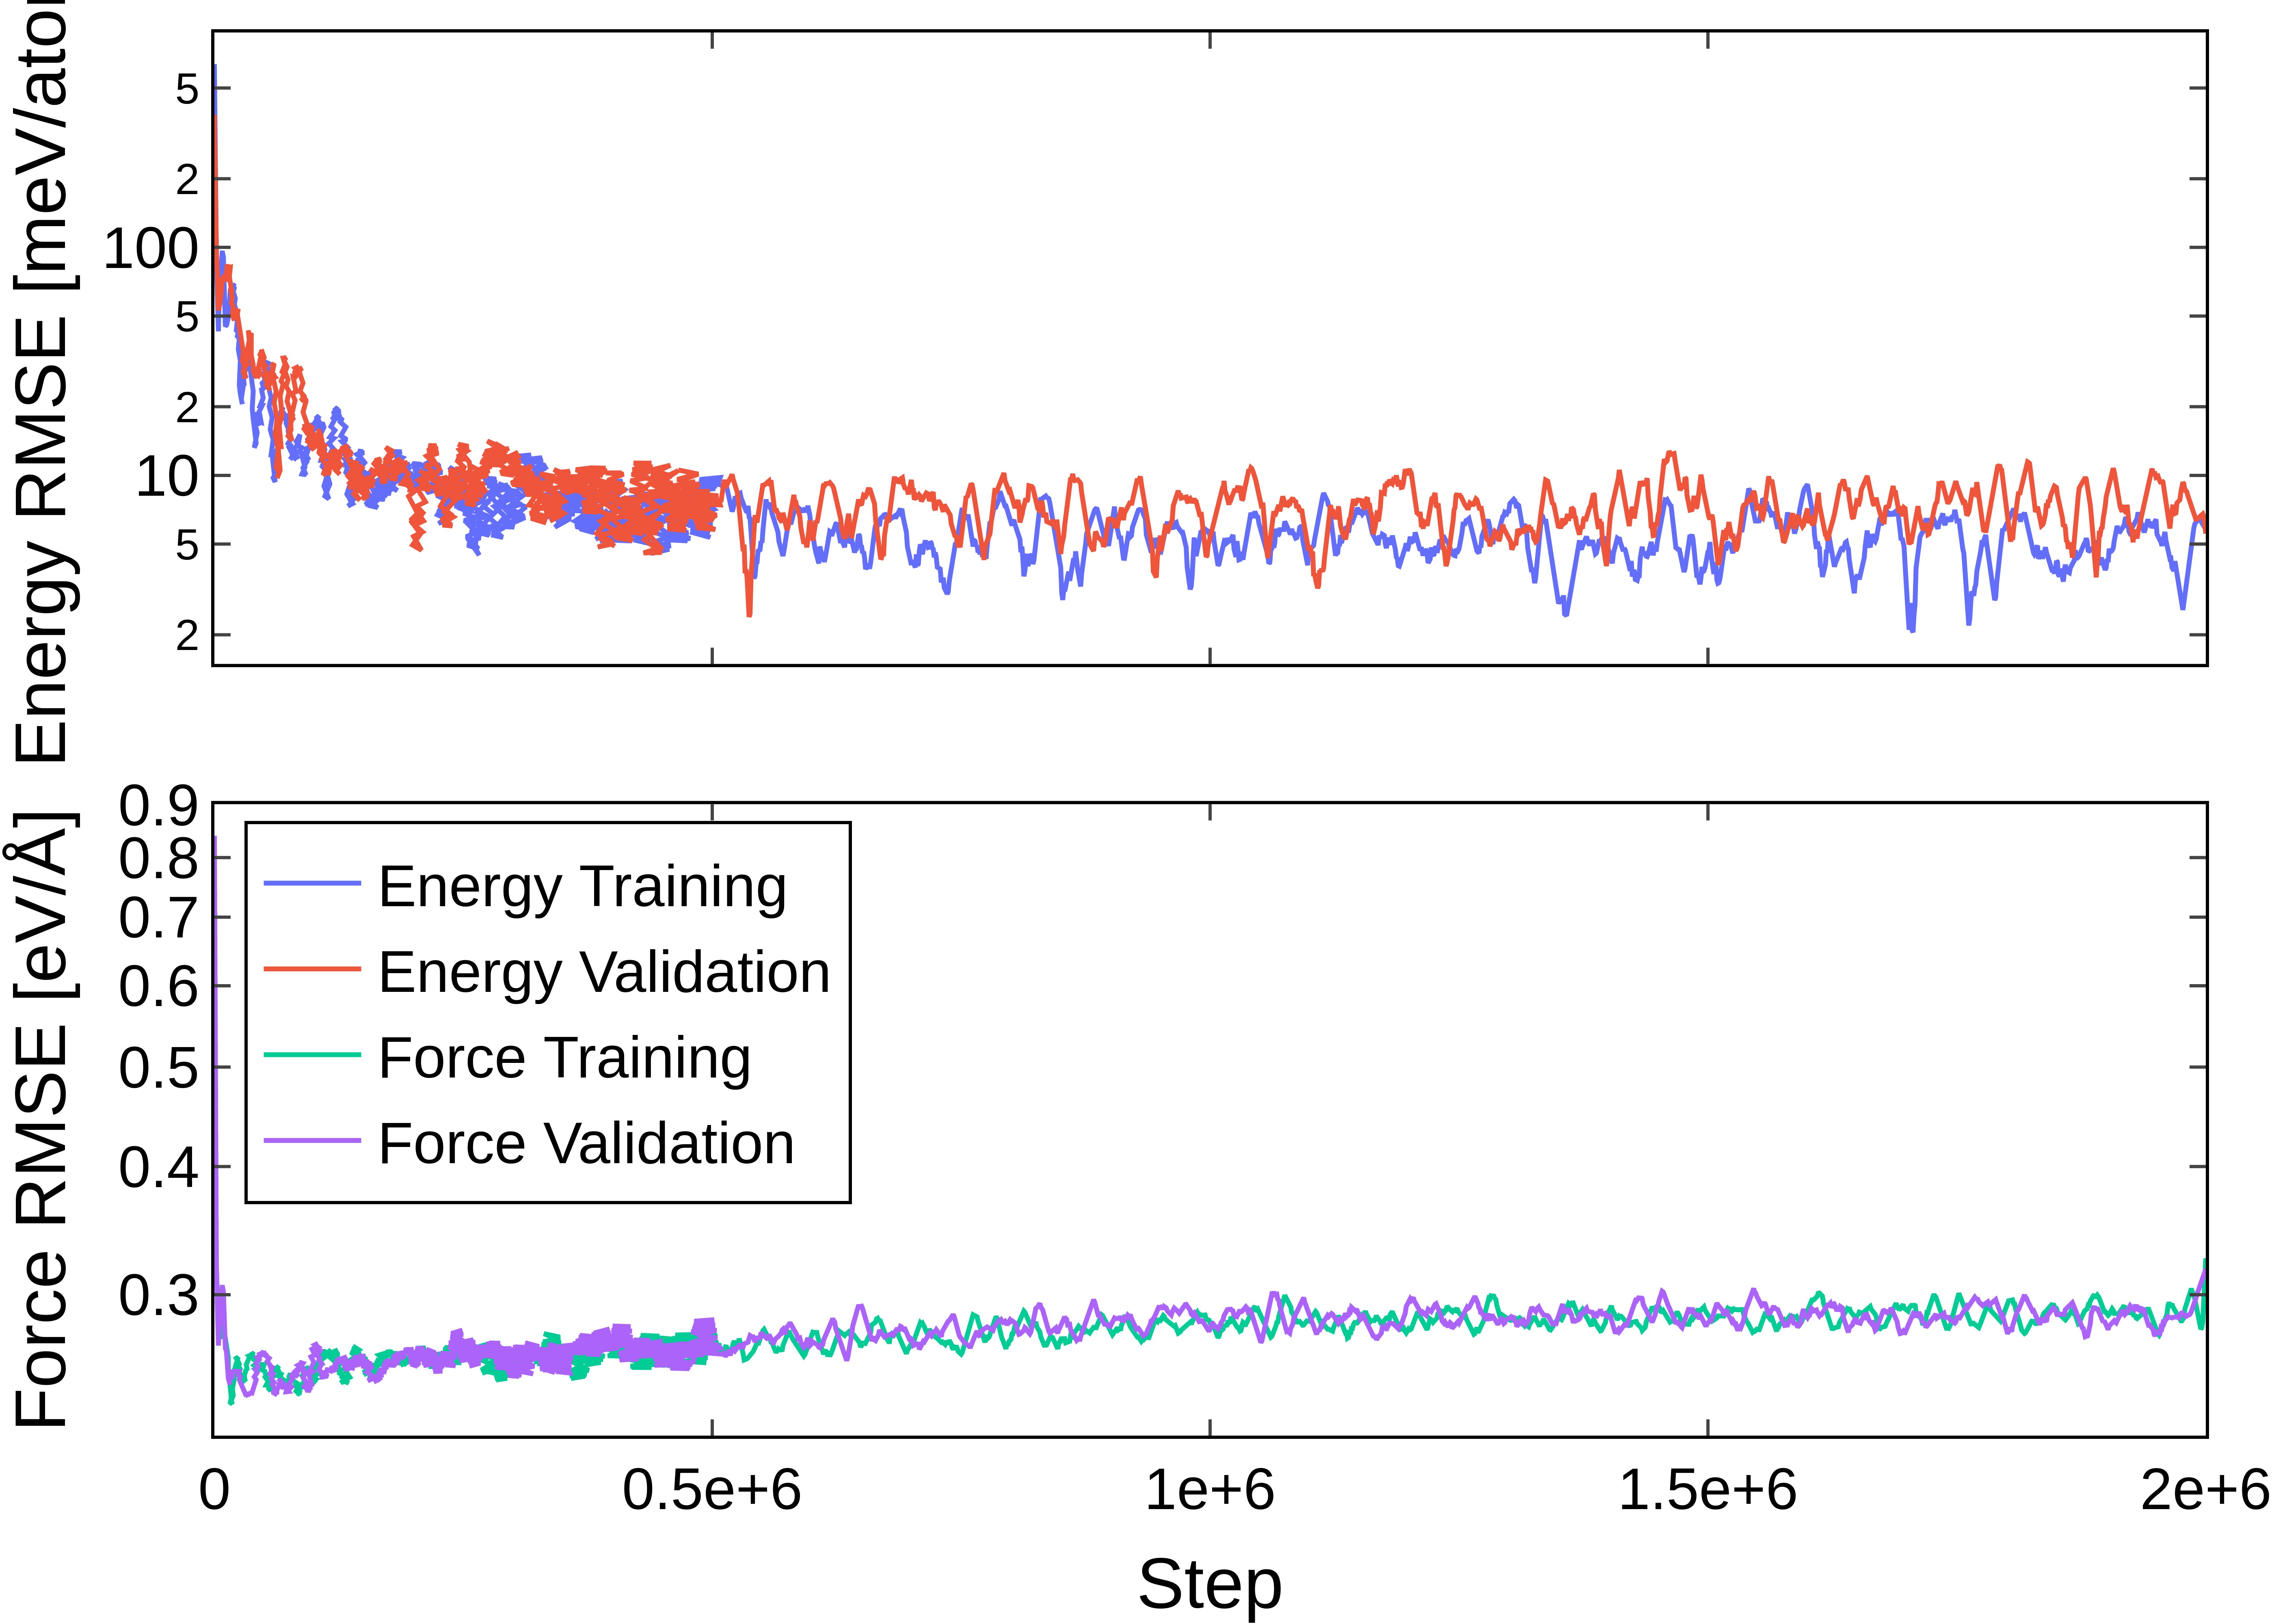 Energy RMSE [meV/ato
5
2
100
5
2
10
5
2
Force RMSE [eV/Å]
0.9
0.8
0.7
0.6
0.5
0.4
0.3
Energy Training
Energy Validation
Force Training
Force Validation
0 0.5e+6 1e+6 1.5e+6 2e+6
Step